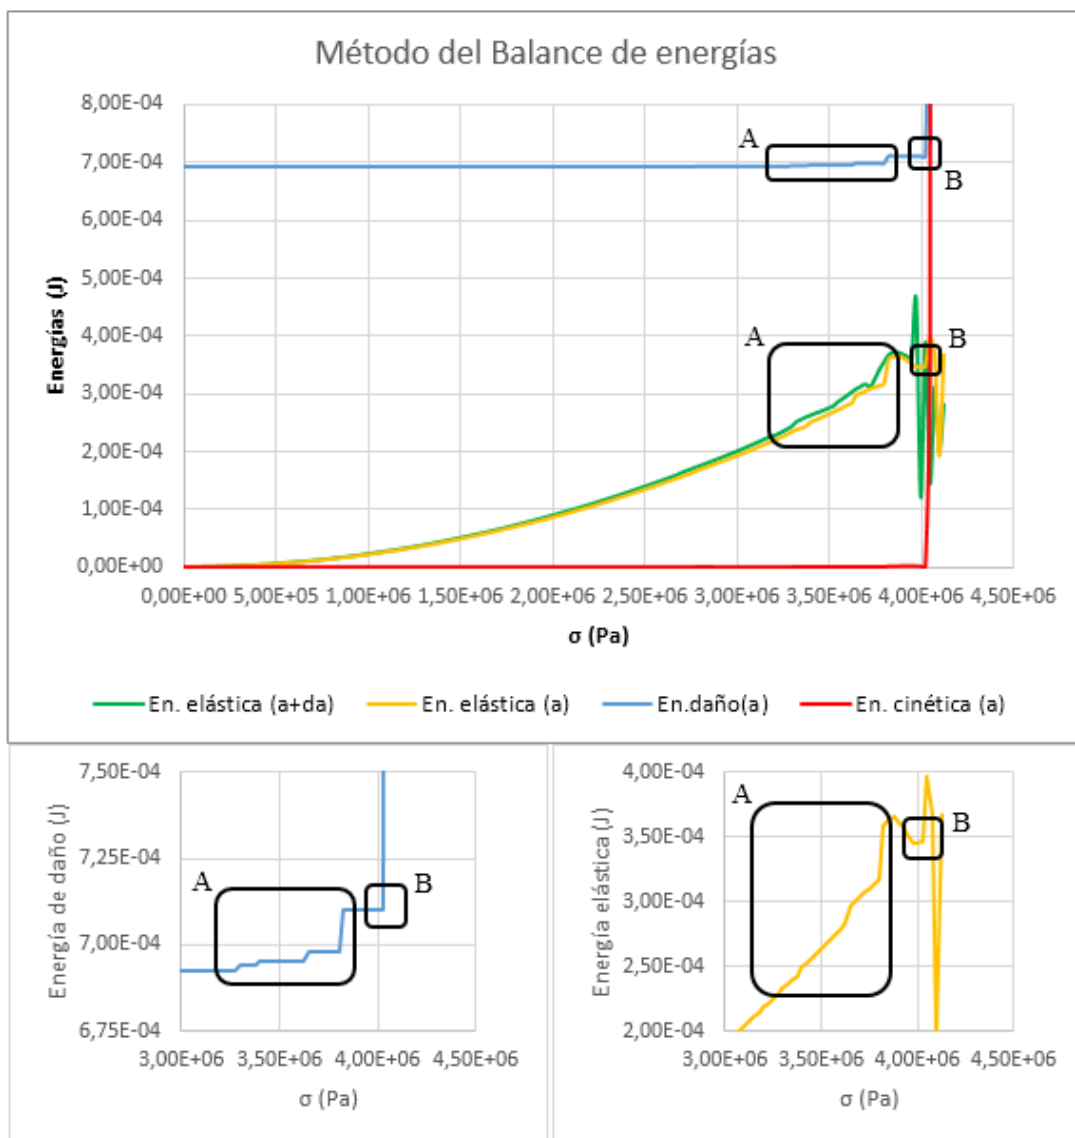 Método del Balance de energías
8,00E-04
7,00E-04
6,00E-04
5,00E-04
4,00E-04
3,00E-04
2,00E-04
1,00E-04
0,00E+00
Energías (J)
A
B
A
B
0,00E+00 5,00E+05 1,00E+06 1,50E+06 2,00E+06 2,50E+06 3,00E+06 3,50E+06 4,00E+06 4,50E+06
σ (Pa)
En. elástica (a+da) En. elástica (a) En.daño(a) En. cinética (a)
7,50E-04
7,25E-04
7,00E-04
6,75E-04
Energía de daño (J)
A
B
3,00E+06 3,50E+06 4,00E+06 4,50E+06
σ (Pa)
4,00E-04
3,50E-04
3,00E-04
2,50E-04
2,00E-04
Energía elástica (J)
A
B
3,00E+06 3,50E+06 4,00E+06 4,50E+06
σ (Pa)